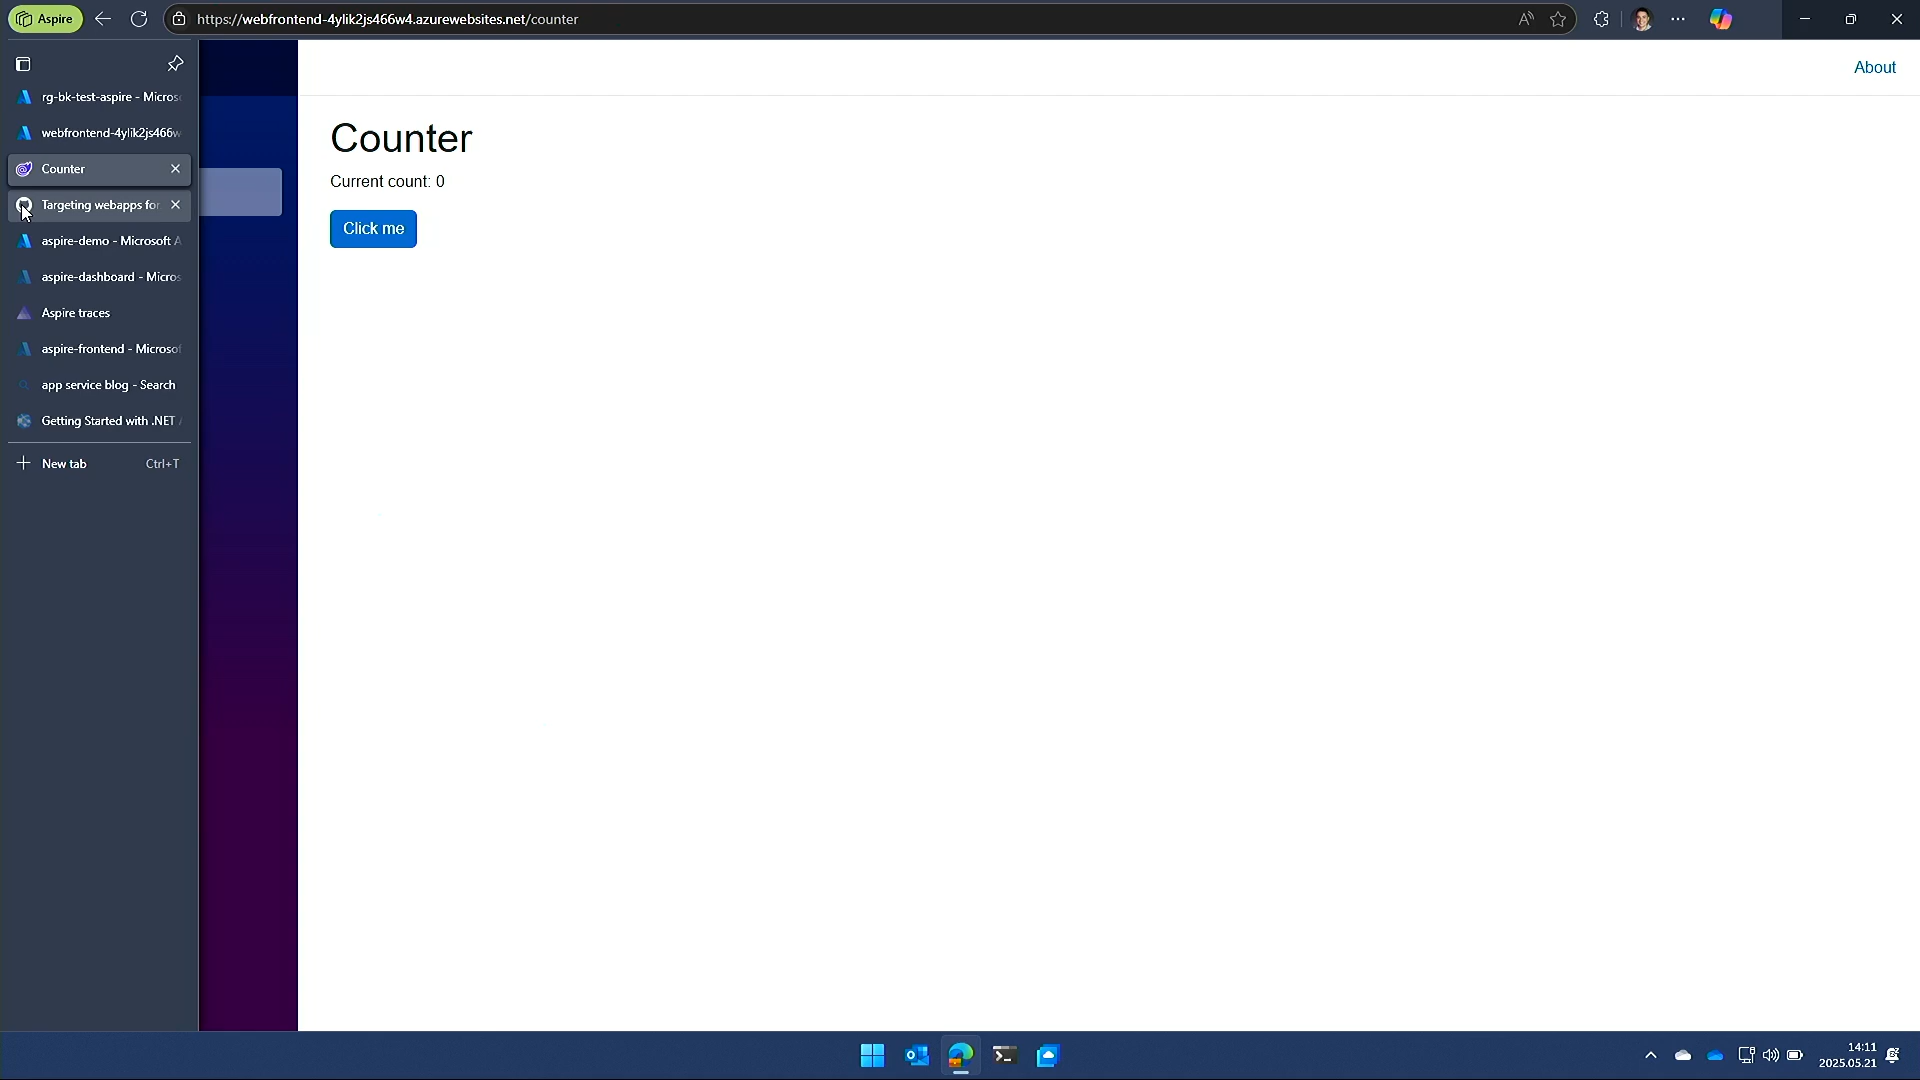 Aspire
https://webfrontend-4ylik2js466w4.azurewebsites.net/counter
rg-bk-test-aspire - Micros
webfrontend-4ylik2js466w
Counter
Targeting webapps for
aspire-demo - Microsoft A
aspire-dashboard - Micros
Aspire traces
aspire-frontend - Microsof
app service blog - Search
Getting Started with .NET
New tab Ctrl+T
About
Counter
Current count: 0
Click me
14:11
2025.05.21